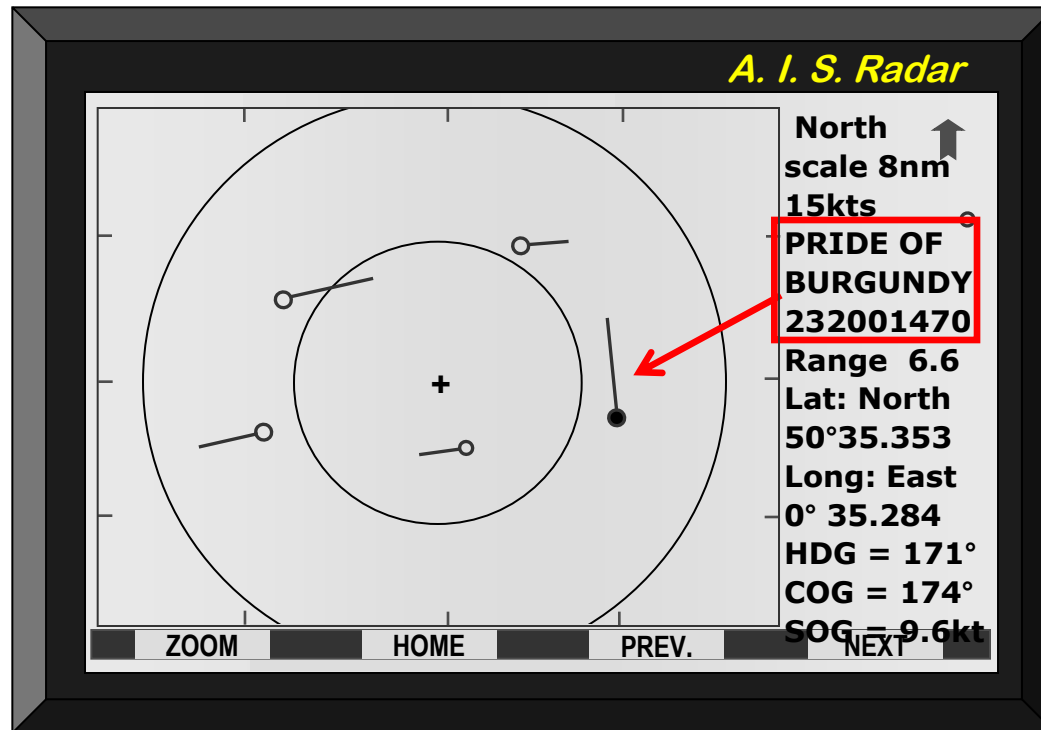 A. I. S. Radar
North
scale 8nm
15kts
PRIDE OF
BURGUNDY
232001470
Range 6.6
Lat: North
50°35.353
Long: East
0° 35.284
HDG = 171°
COG = 174°
SOG = 9.6kt
ZOOM HOME PREV. NEXT